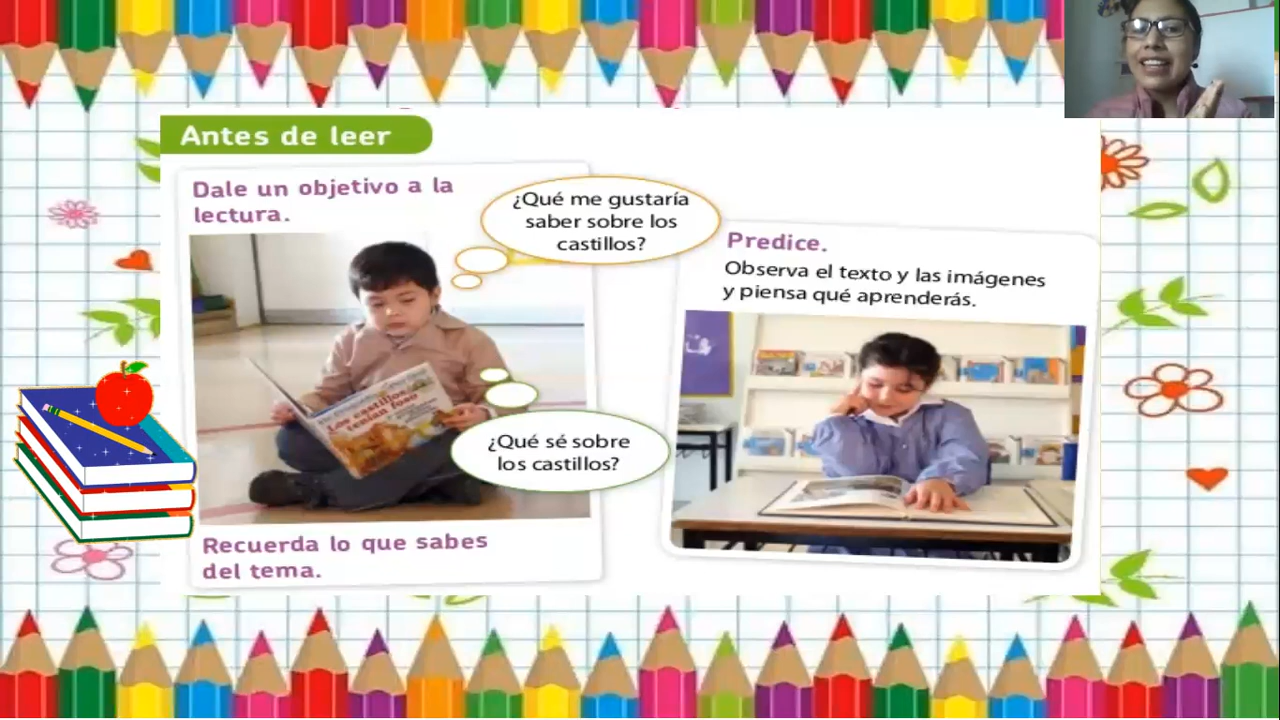 Antes de leer
Dale un objetivo a la
lectura.
¿Qué me gustaría
saber sobre los
castillos?
Los castillos
tenían foso
¿Qué sé sobre
los castillos?
Recuerda lo que sabes
del tema.
Predice.
Observa el texto y las imágenes
y piensa qué aprenderás.